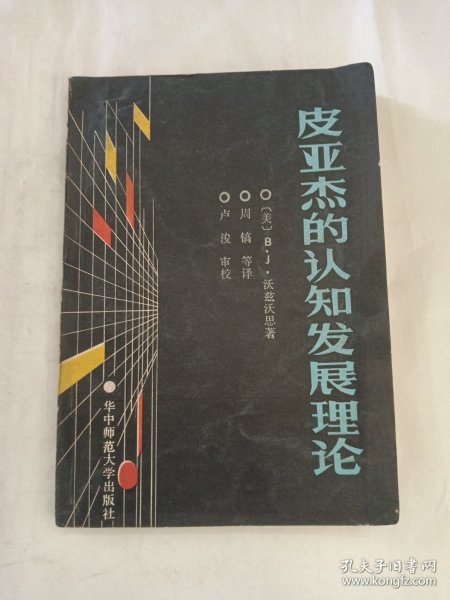 皮亚杰的认知发展理论
〔美〕B·J·沃兹沃思著
周镐等译
卢浚审校
华中师范大学出版社
孔夫子旧书网
www.kongfz.com